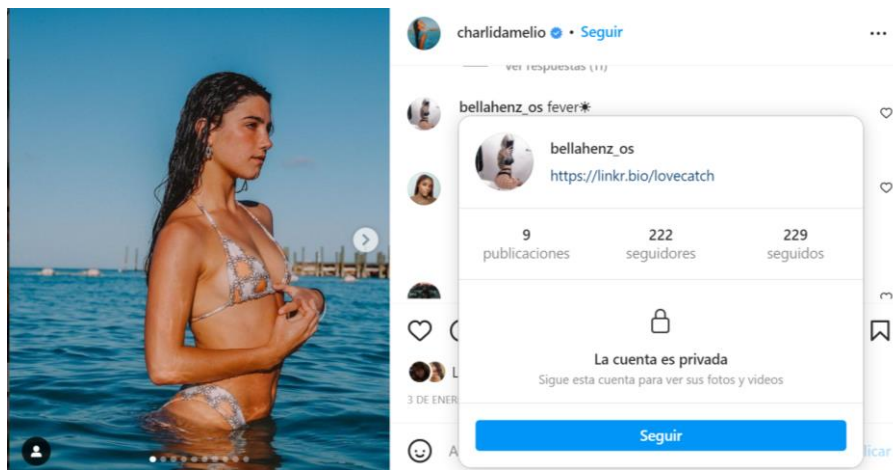 charlidamelio • Seguir
Ver respuestas (11)
bellahenz_os fever☀
bellahenz_os
https://linkr.bio/lovecatch
9 222 229
publicaciones seguidores seguidos
La cuenta es privada
Sigue esta cuenta para ver sus fotos y videos
3 DE
Seguir